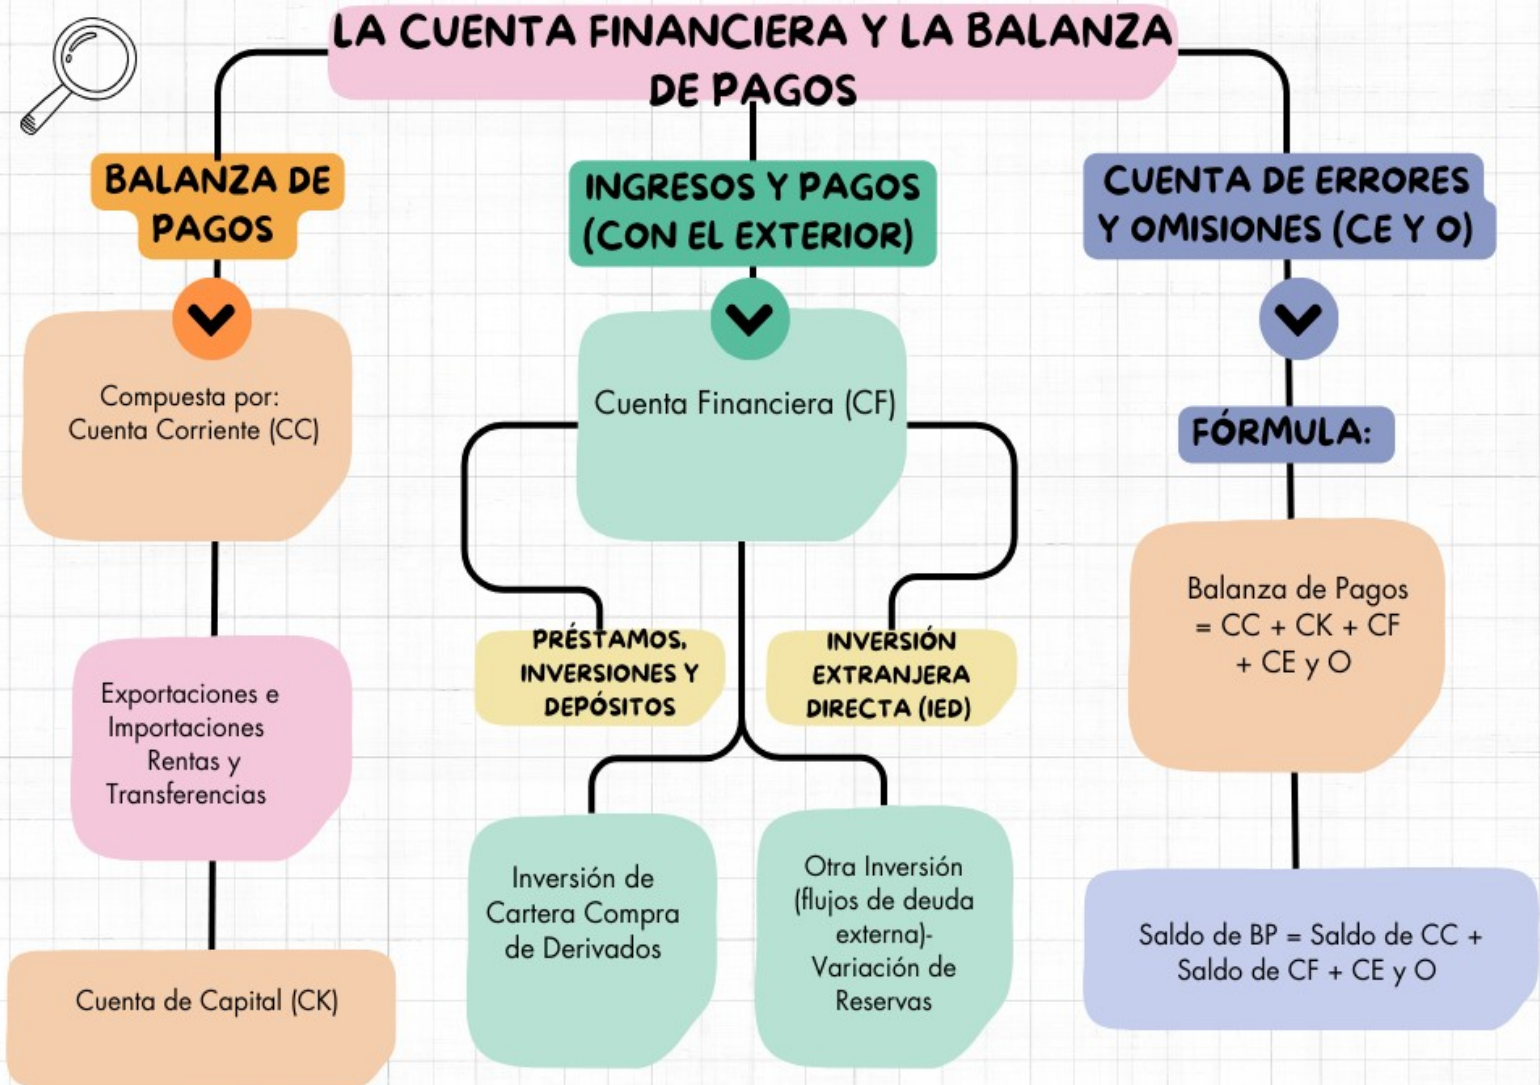 LA CUENTA FINANCIERA Y LA BALANZA
DE PAGOS
BALANZA DE
PAGOS
Compuesta por:
Cuenta Corriente (CC)
Exportaciones e
Importaciones
Rentas y
Transferencias
Cuenta de Capital (CK)
INGRESOS Y PAGOS
(CON EL EXTERIOR)
Cuenta Financiera (CF)
PRÉSTAMOS,
INVERSIONES Y
DEPÓSITOS
INVERSIÓN
EXTRANJERA
DIRECTA (IED)
Inversión de
Cartera Compra
de Derivados
Otra Inversión
(flujos de deuda
externa)-
Variación de
Reservas
CUENTA DE ERRORES
Y OMISIONES (CE Y O)
FÓRMULA:
Balanza de Pagos
= CC + CK + CF
+ CE y O
Saldo de BP = Saldo de CC +
Saldo de CF + CE y O